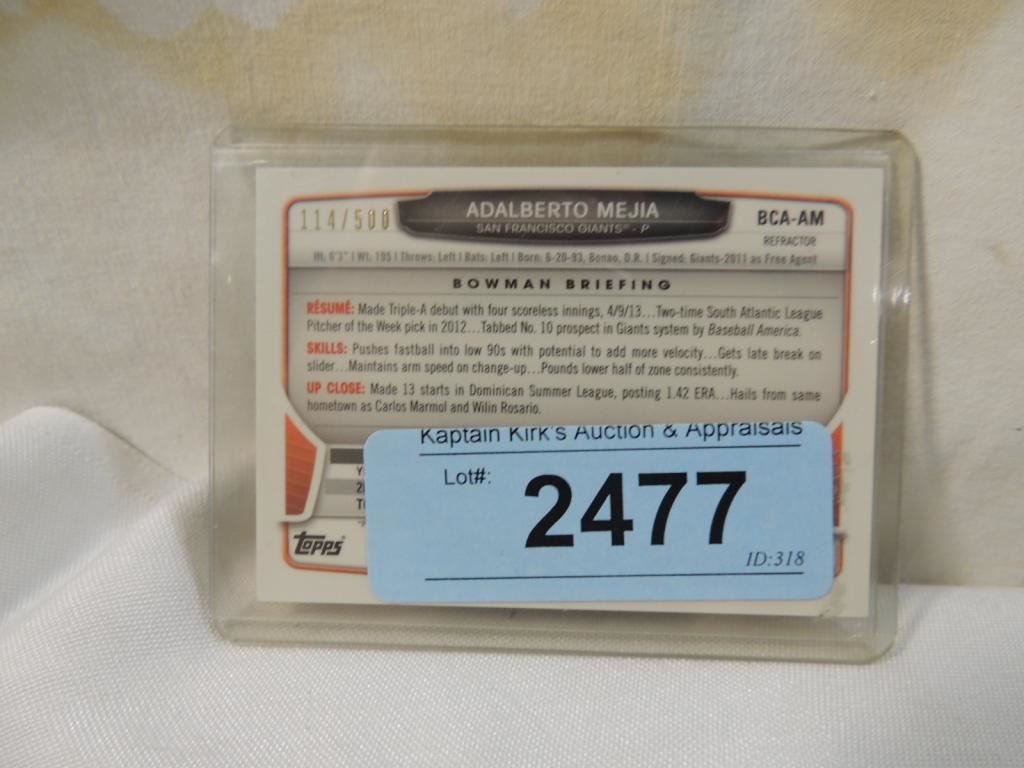 114/500
ADALBERTO MEJIA
SAN FRANCISCO GIANTS® - P
BCA-AM
REFRACTOR
Ht. 6'3" | Wt. 195 | Throws: Left | Bats: Left | Born: 6-20-93, Bonao, D.R. | Signed: Giants-2011 as Free Agent
BOWMAN BRIEFING
RÉSUMÉ: Made Triple-A debut with four scoreless innings, 4/9/13...Two-time South Atlantic League
Pitcher of the Week pick in 2012...Tabbed No. 10 prospect in Giants system by Baseball America.
SKILLS: Pushes fastball into low 90s with potential to add more velocity...Gets late break on
slider...Maintains arm speed on change-up...Pounds lower half of zone consistently.
UP CLOSE: Made 13 starts in Dominican Summer League, posting 1.42 ERA...Hails from same
hometown as Carlos Marmol and Wilin Rosario.
Kaptain Kirk's Auction & Appraisals
Lot#:
2477
ID:318
Topps®